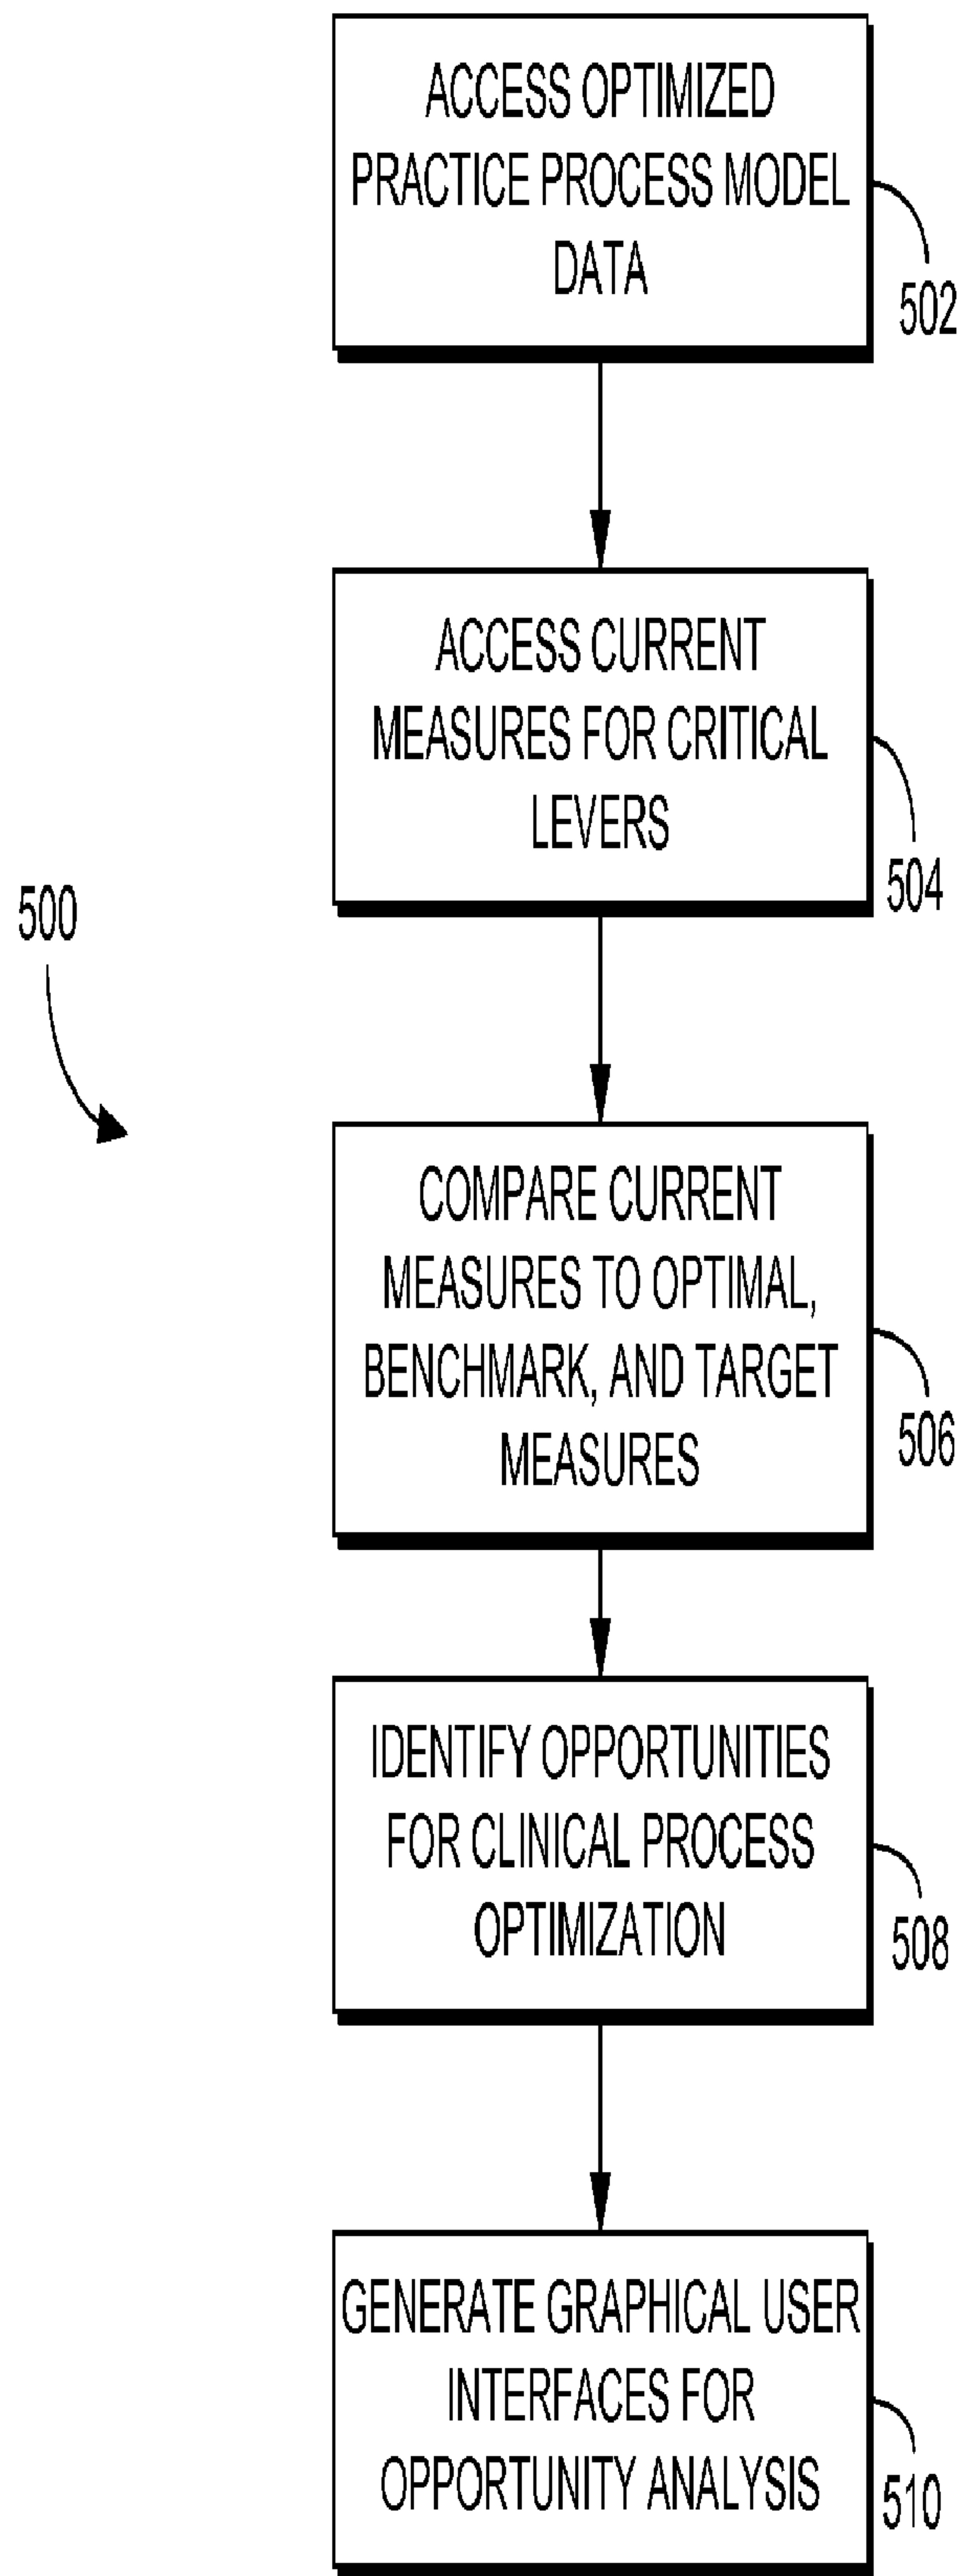 ACCESS OPTIMIZED
PRACTICE PROCESS MODEL
DATA
502
ACCESS CURRENT
MEASURES FOR CRITICAL
LEVERS
504
500
COMPARE CURRENT
MEASURES TO OPTIMAL,
BENCHMARK, AND TARGET
MEASURES
506
IDENTIFY OPPORTUNITIES
FOR CLINICAL PROCESS
OPTIMIZATION
508
GENERATE GRAPHICAL USER
INTERFACES FOR
OPPORTUNITY ANALYSIS
510